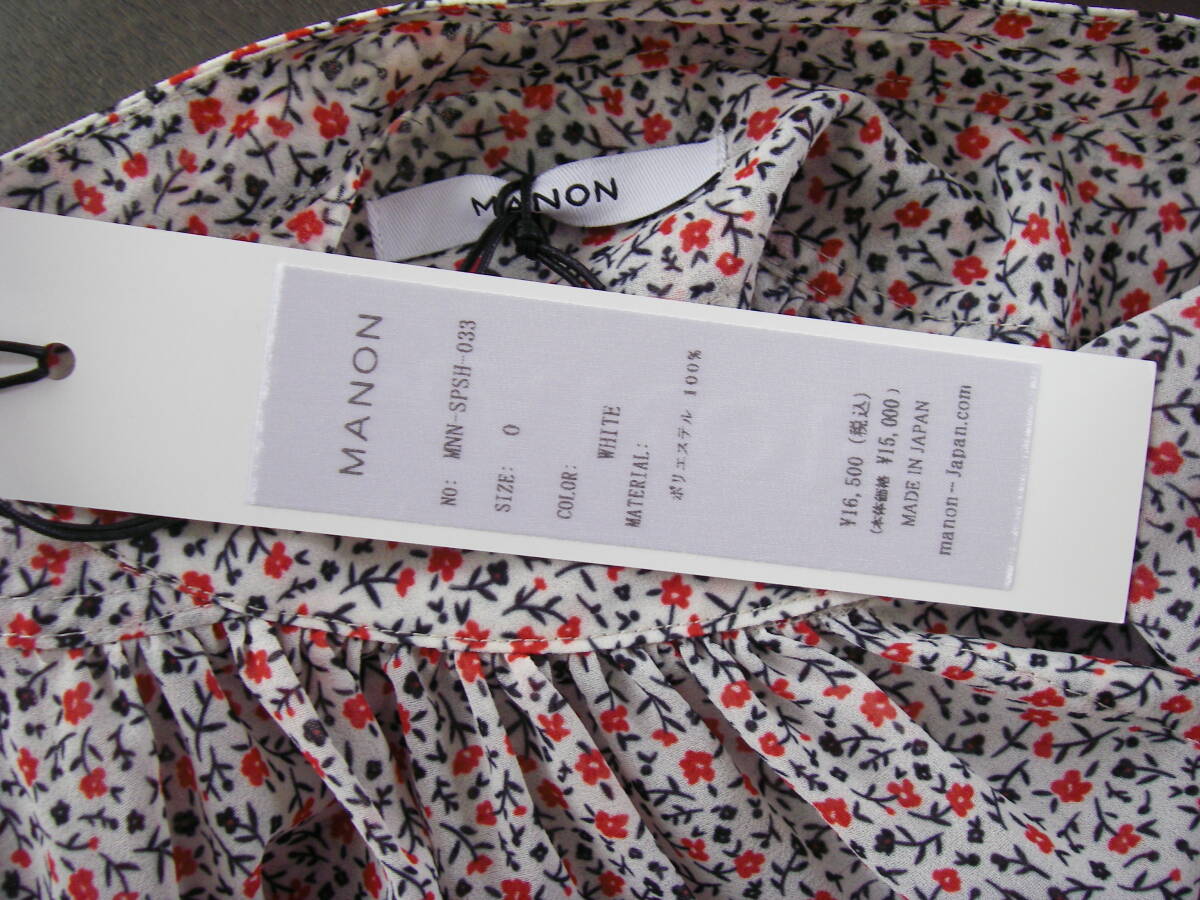 MANON
MANON
NO: MNN-SPSH-033
SIZE: 0
COLOR:
WHITE
MATERIAL:
ポリエステル 100%
¥16,500 (税込)
(本体価格 ¥15,000)
MADE IN JAPAN
manon-Japan.com